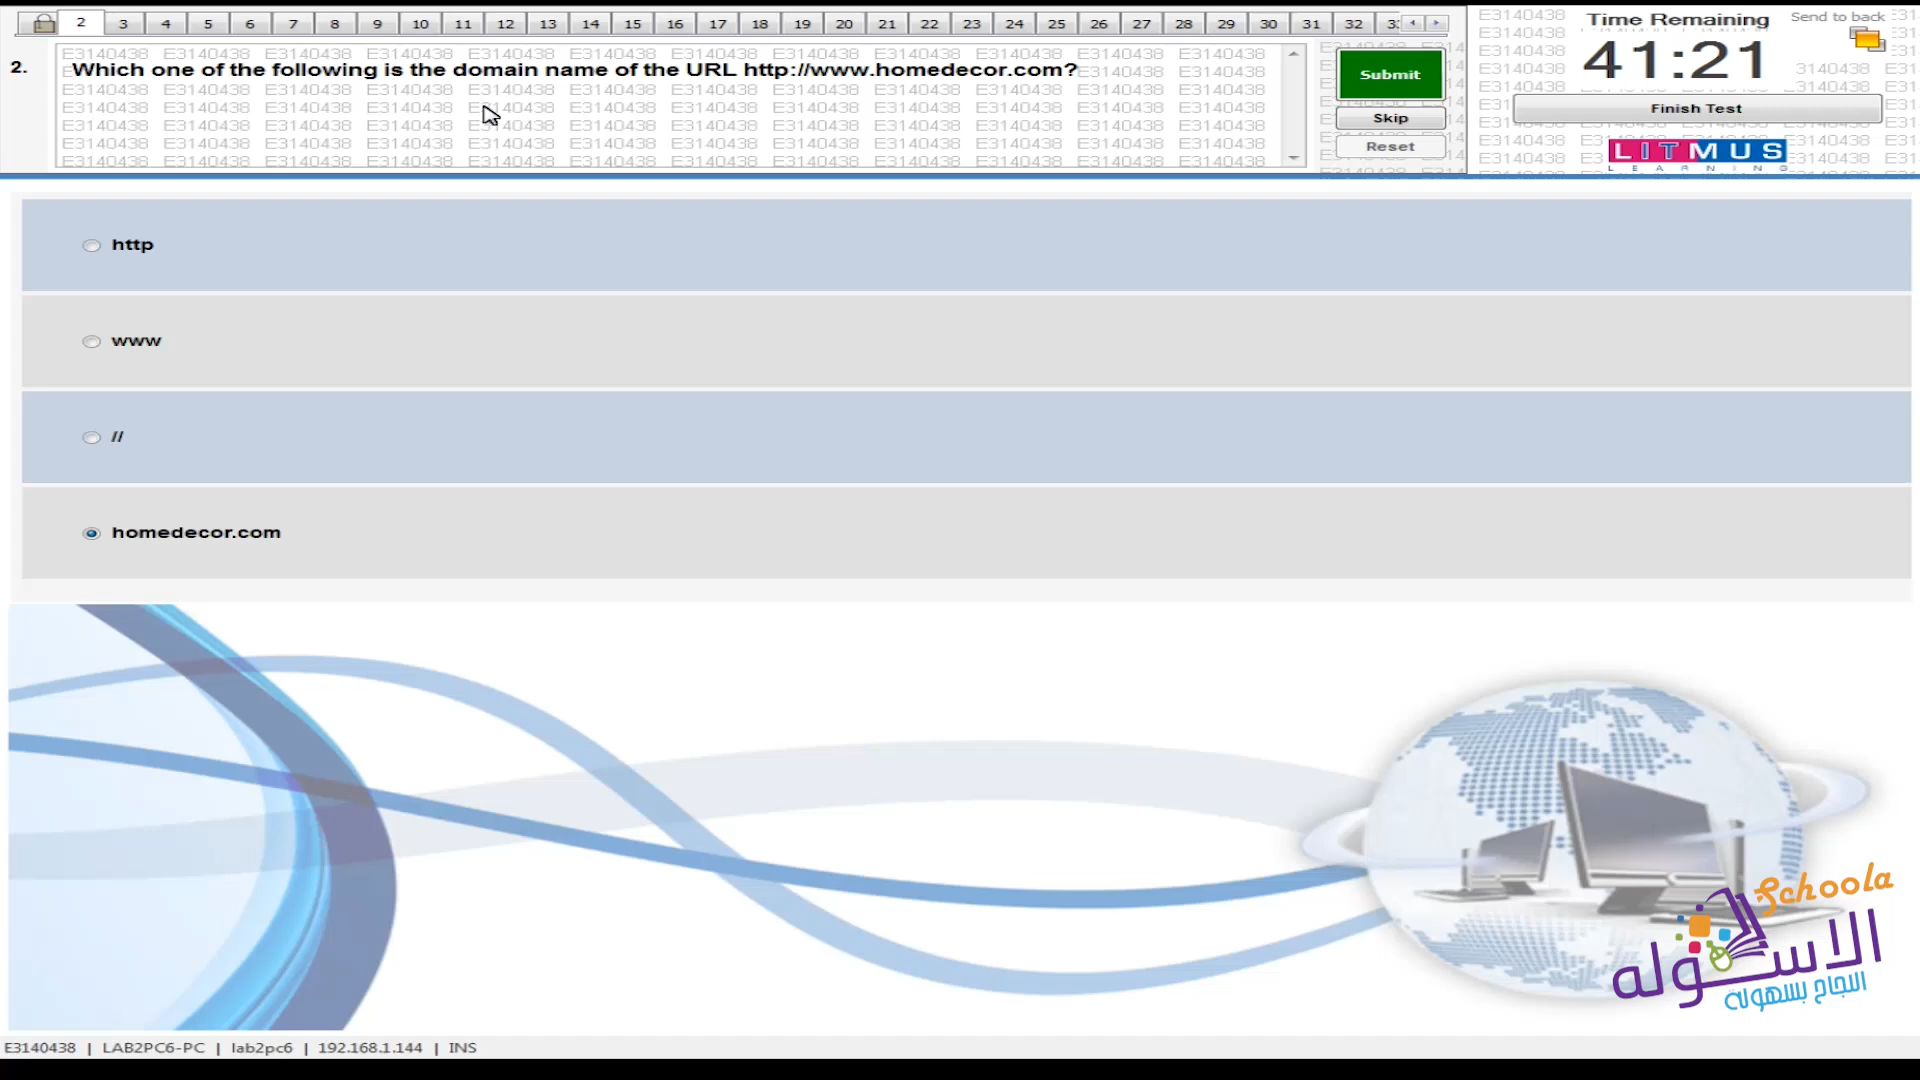 2 3 4 5 6 7 8 9 10 11 12 13 14 15 16 17 18 19 20 21 22 23 24 25 26 27 28 29 30 31 32
2. Which one of the following is the domain name of the URL http://www.homedecor.com?
Submit
Skip
Reset
Time Remaining
Send to back
41:21
Finish Test
LITMUS
LEARNING
http
www
//
homedecor.com
Schoola
الاسكوله
النجاح بسهولة
E3140438 | LAB2PC6-PC | lab2pc6 | 192.168.1.144 | INS